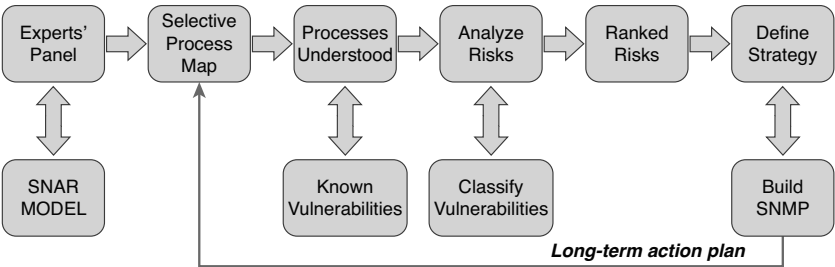 Experts'
Panel
Selective
Process
Map
Processes
Understood
Analyze
Risks
Ranked
Risks
Define
Strategy
SNAR
MODEL
Known
Vulnerabilities
Classify
Vulnerabilities
Build
SNMP
Long-term action plan